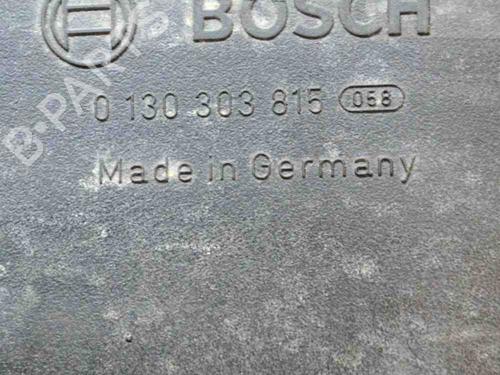 BOSCH
0 130 303 815 058
Made in Germany
B-PARTS